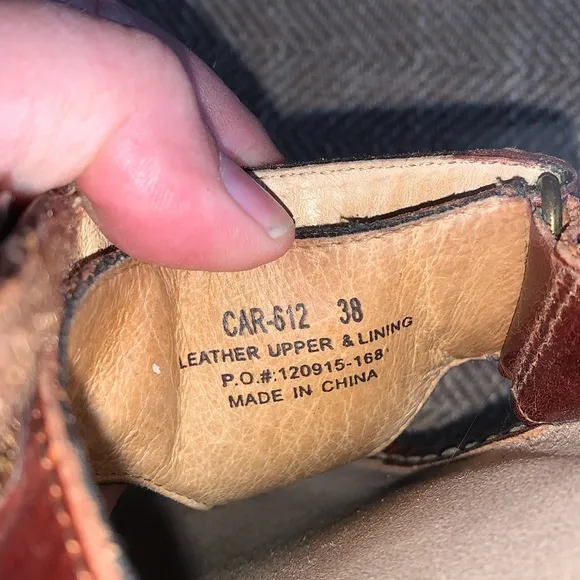 CAR-612 38
LEATHER UPPER & LINING
P.O.#:120915-168
MADE IN CHINA